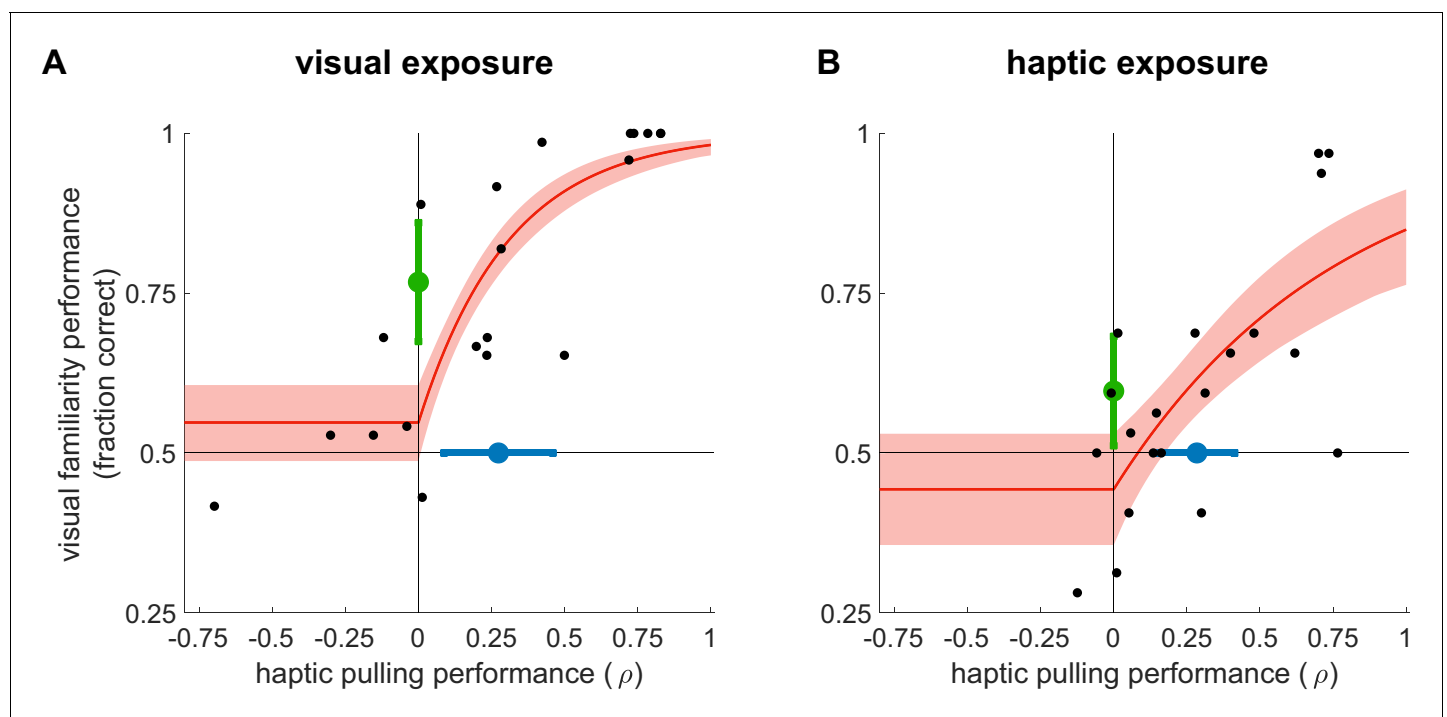 A
visual exposure
B
haptic exposure
visual familiarity performance
(fraction correct)
1
0.75
0.5
0.25
-0.75 -0.5 -0.25 0 0.25 0.5 0.75 1
haptic pulling performance ( ρ)
1
0.75
0.5
0.25
-0.75 -0.5 -0.25 0 0.25 0.5 0.75 1
haptic pulling performance ( ρ)